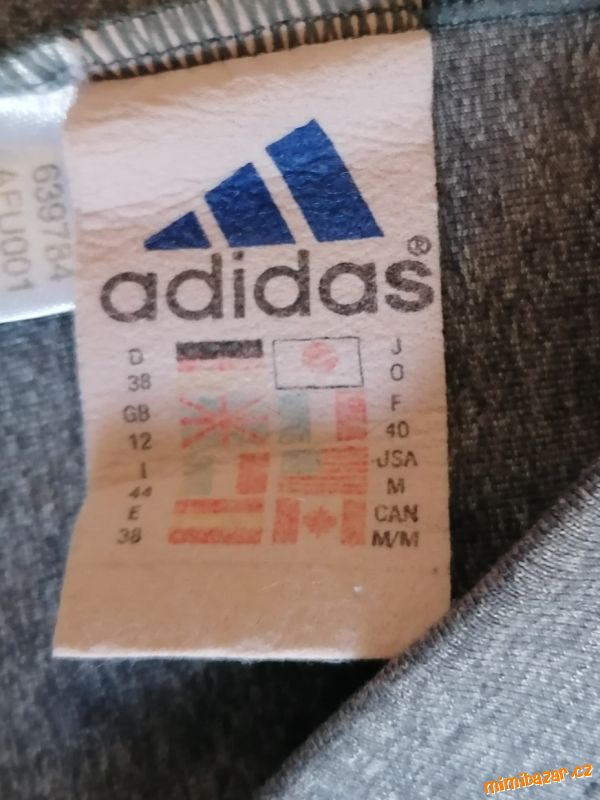 639784
AFU001
adidas®
D
38
GB
12
I
44
E
38
J
O
F
40
USA
M
CAN
M/M
mimibazar.cz